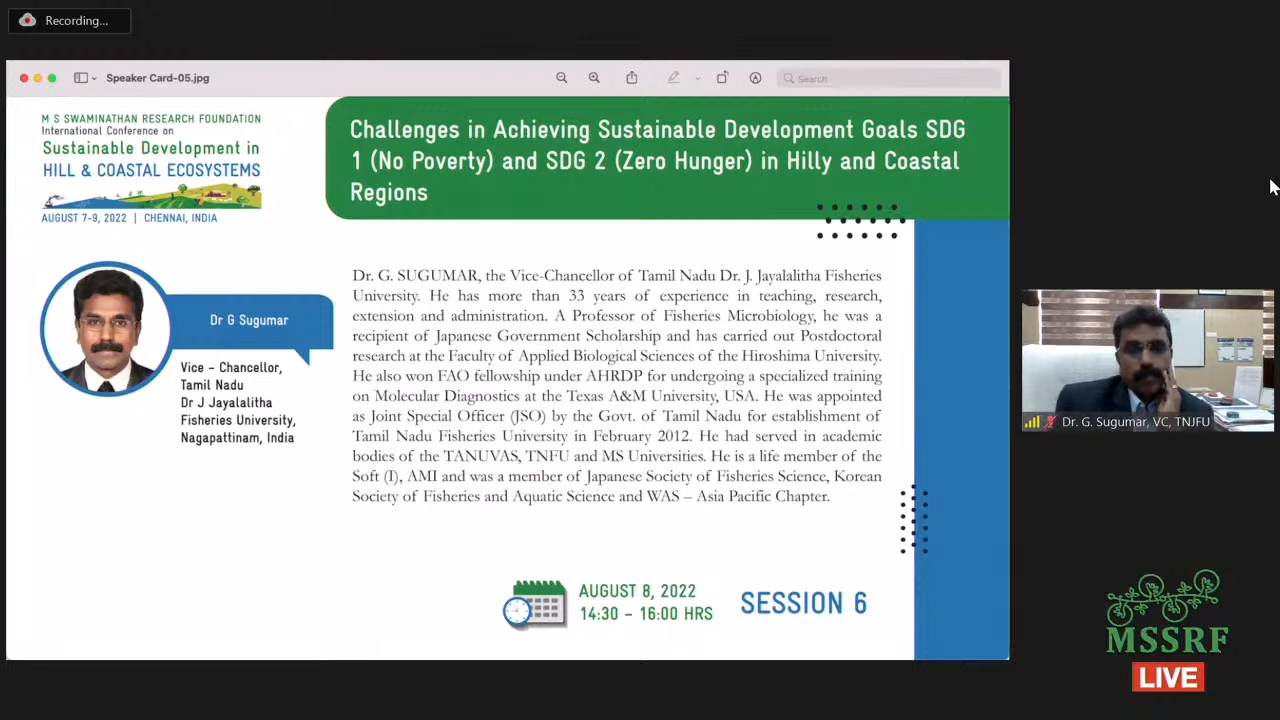 Recording...
Speaker Card-05.jpg
Search
M S SWAMINATHAN RESEARCH FOUNDATION
International Conference on
Sustainable Development in
HILL & COASTAL ECOSYSTEMS
AUGUST 7-9, 2022 | CHENNAI, INDIA
Challenges in Achieving Sustainable Development Goals SDG
1 (No Poverty) and SDG 2 (Zero Hunger) in Hilly and Coastal
Regions
Dr G Sugumar
Vice – Chancellor,
Tamil Nadu
Dr J Jayalalitha
Fisheries University,
Nagapattinam, India
Dr. G. SUGUMAR, the Vice-Chancellor of Tamil Nadu Dr. J. Jayalalitha Fisheries
University. He has more than 33 years of experience in teaching, research,
extension and administration. A Professor of Fisheries Microbiology, he was a
recipient of Japanese Government Scholarship and has carried out Postdoctoral
research at the Faculty of Applied Biological Sciences of the Hiroshima University.
He also won FAO fellowship under AHRDP for undergoing a specialized training
on Molecular Diagnostics at the Texas A&M University, USA. He was appointed
as Joint Special Officer (JSO) by the Govt. of Tamil Nadu for establishment of
Tamil Nadu Fisheries University in February 2012. He had served in academic
bodies of the TANUVAS, TNFU and MS Universities. He is a life member of the
Soft (I), AMI and was a member of Japanese Society of Fisheries Science, Korean
Society of Fisheries and Aquatic Science and WAS – Asia Pacific Chapter.
AUGUST 8, 2022
14:30 – 16:00 HRS
SESSION 6
Dr. G. Sugumar, VC, TNJFU
MSSRF
LIVE